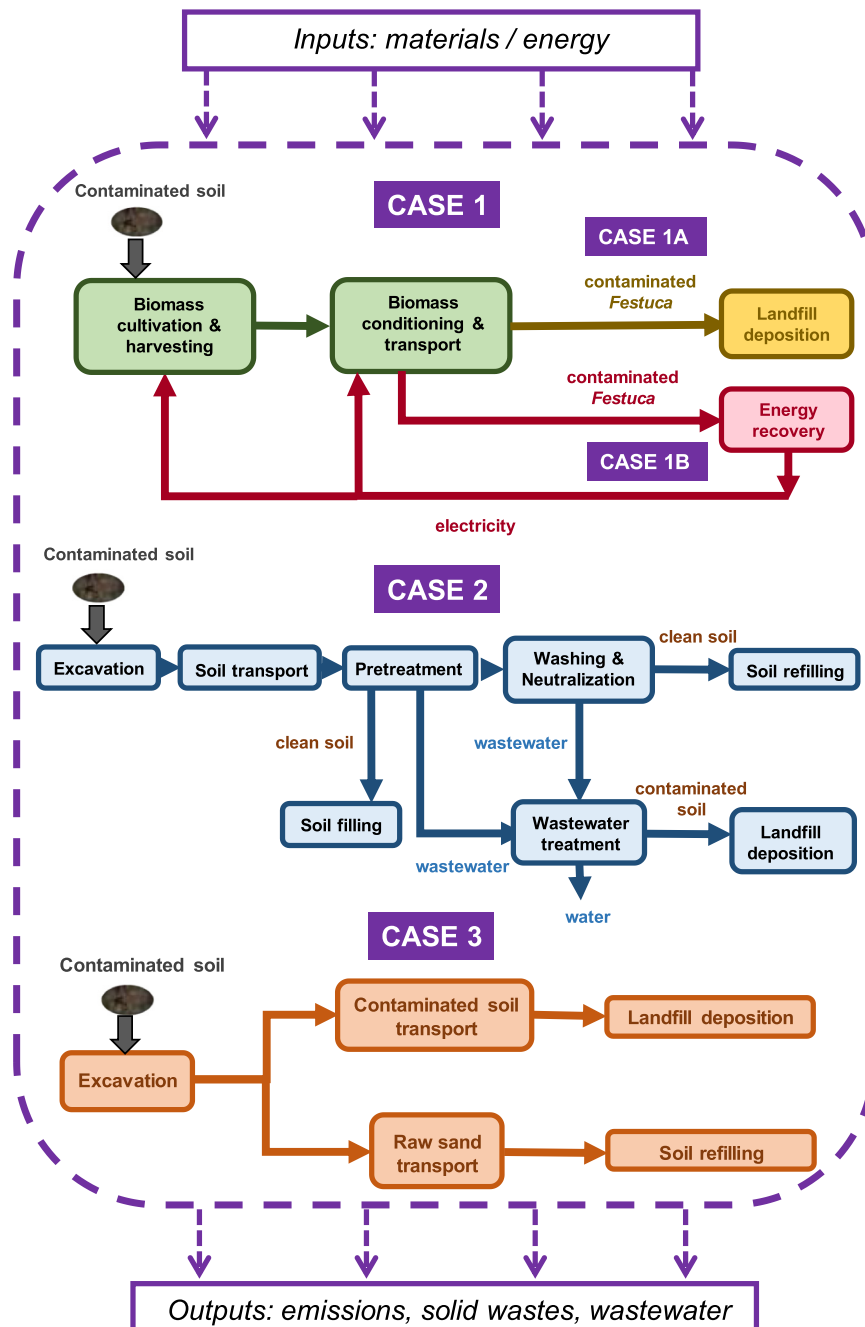 Inputs: materials / energy
Contaminated soil
CASE 1
CASE 1A
contaminated
Festuca
Biomass
cultivation &
harvesting
Biomass
conditioning &
transport
Landfill
deposition
contaminated
Festuca
Energy
recovery
CASE 1B
electricity
Contaminated soil
CASE 2
clean soil
Excavation
Soil transport
Pretreatment
Washing &
Neutralization
Soil refilling
clean soil
wastewater
contaminated
soil
Soil filling
Wastewater
treatment
Landfill
deposition
wastewater
water
CASE 3
Contaminated soil
Contaminated soil
transport
Landfill deposition
Excavation
Raw sand
transport
Soil refilling
Outputs: emissions, solid wastes, wastewater